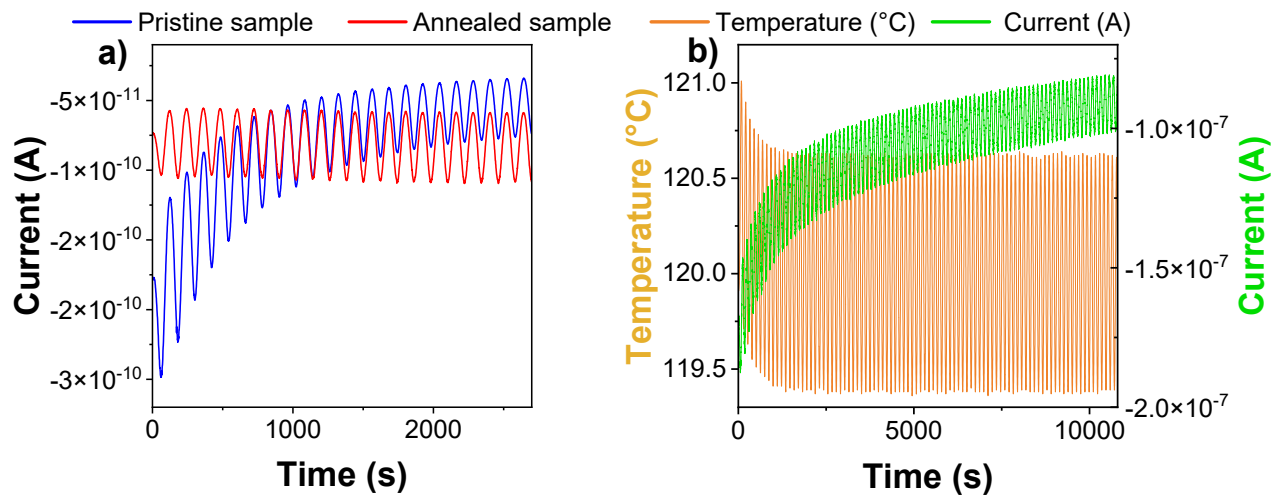 Pristine sample Annealed sample Temperature (°C) Current (A)
a)
Current (A)
-5×10⁻¹¹
-1×10⁻¹⁰
-2×10⁻¹⁰
-2×10⁻¹⁰
-3×10⁻¹⁰
0 1000 2000
Time (s)
b)
Temperature (°C)
121.0
120.5
120.0
119.5
0 5000 10000
Time (s)
-1.0×10⁻⁷
-1.5×10⁻⁷
-2.0×10⁻⁷
Current (A)